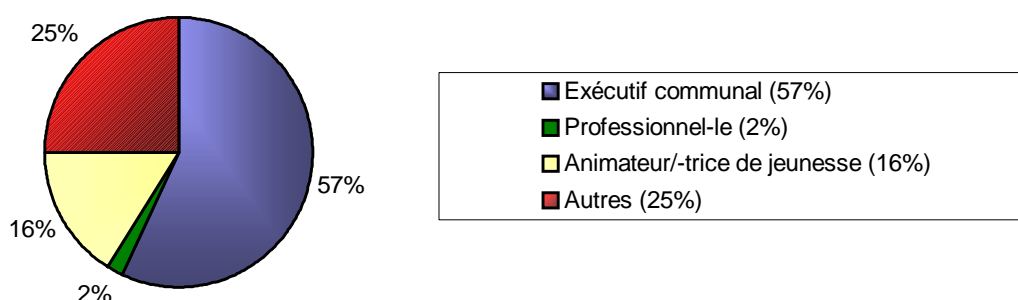 25%
57%
16%
2%
Exécutif communal (57%)
Professionnel-le (2%)
Animateur/-trice de jeunesse (16%)
Autres (25%)